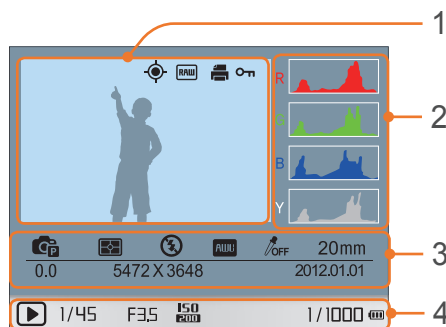 1
RAW
R
2
G
B
Y
P AWB OFF 20mm
3
0.0 5472 X 3648 2012.01.01
1/45 F3.5 ISO 200 1/1000
4